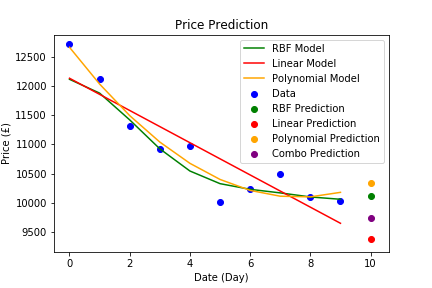 Price Prediction
Price (£)
12500
12000
11500
11000
10500
10000
9500
RBF Model
Linear Model
Polynomial Model
Data
RBF Prediction
Linear Prediction
Polynomial Prediction
Combo Prediction
0 2 4 6 8 10
Date (Day)